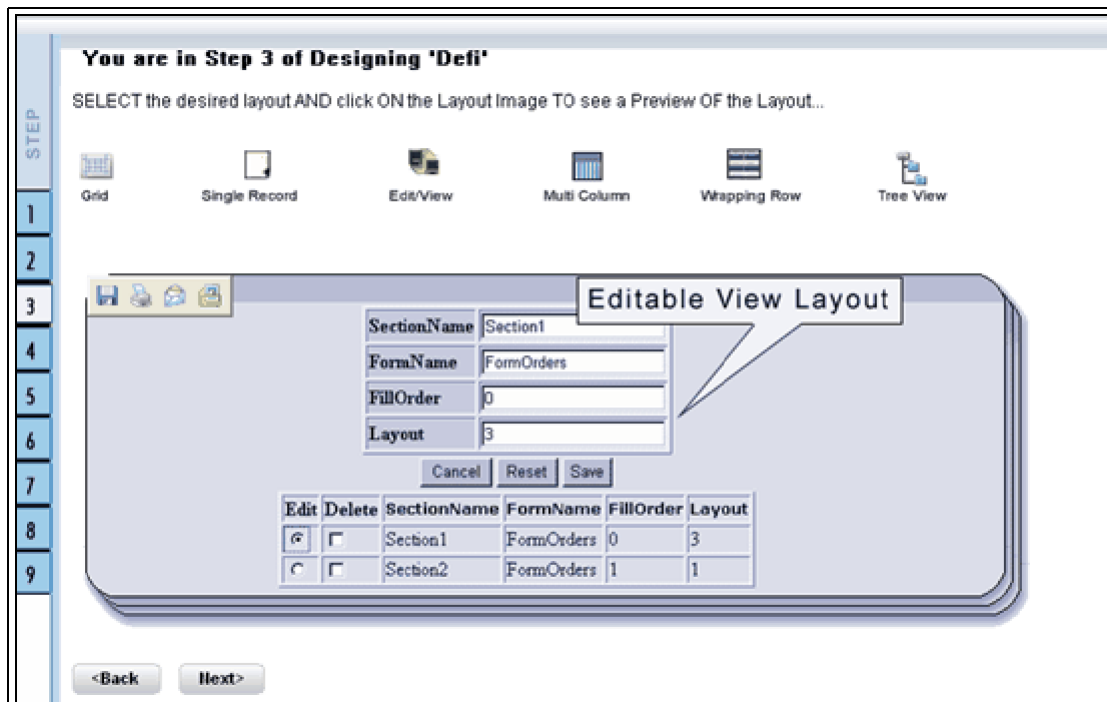 You are in Step 3 of Designing 'Defi'
SELECT the desired layout AND click ON the Layout Image TO see a Preview OF the Layout...
STEP
Grid Single Record Edit/View Multi Column Wrapping Row Tree View
1
2
3
4
5
6
7
8
9
Editable View Layout
SectionName Section1
FormName FormOrders
FillOrder 0
Layout 3
Cancel Reset Save
Edit Delete SectionName FormName FillOrder Layout
Section1 FormOrders 0 3
Section2 FormOrders 1 1
<Back Next>